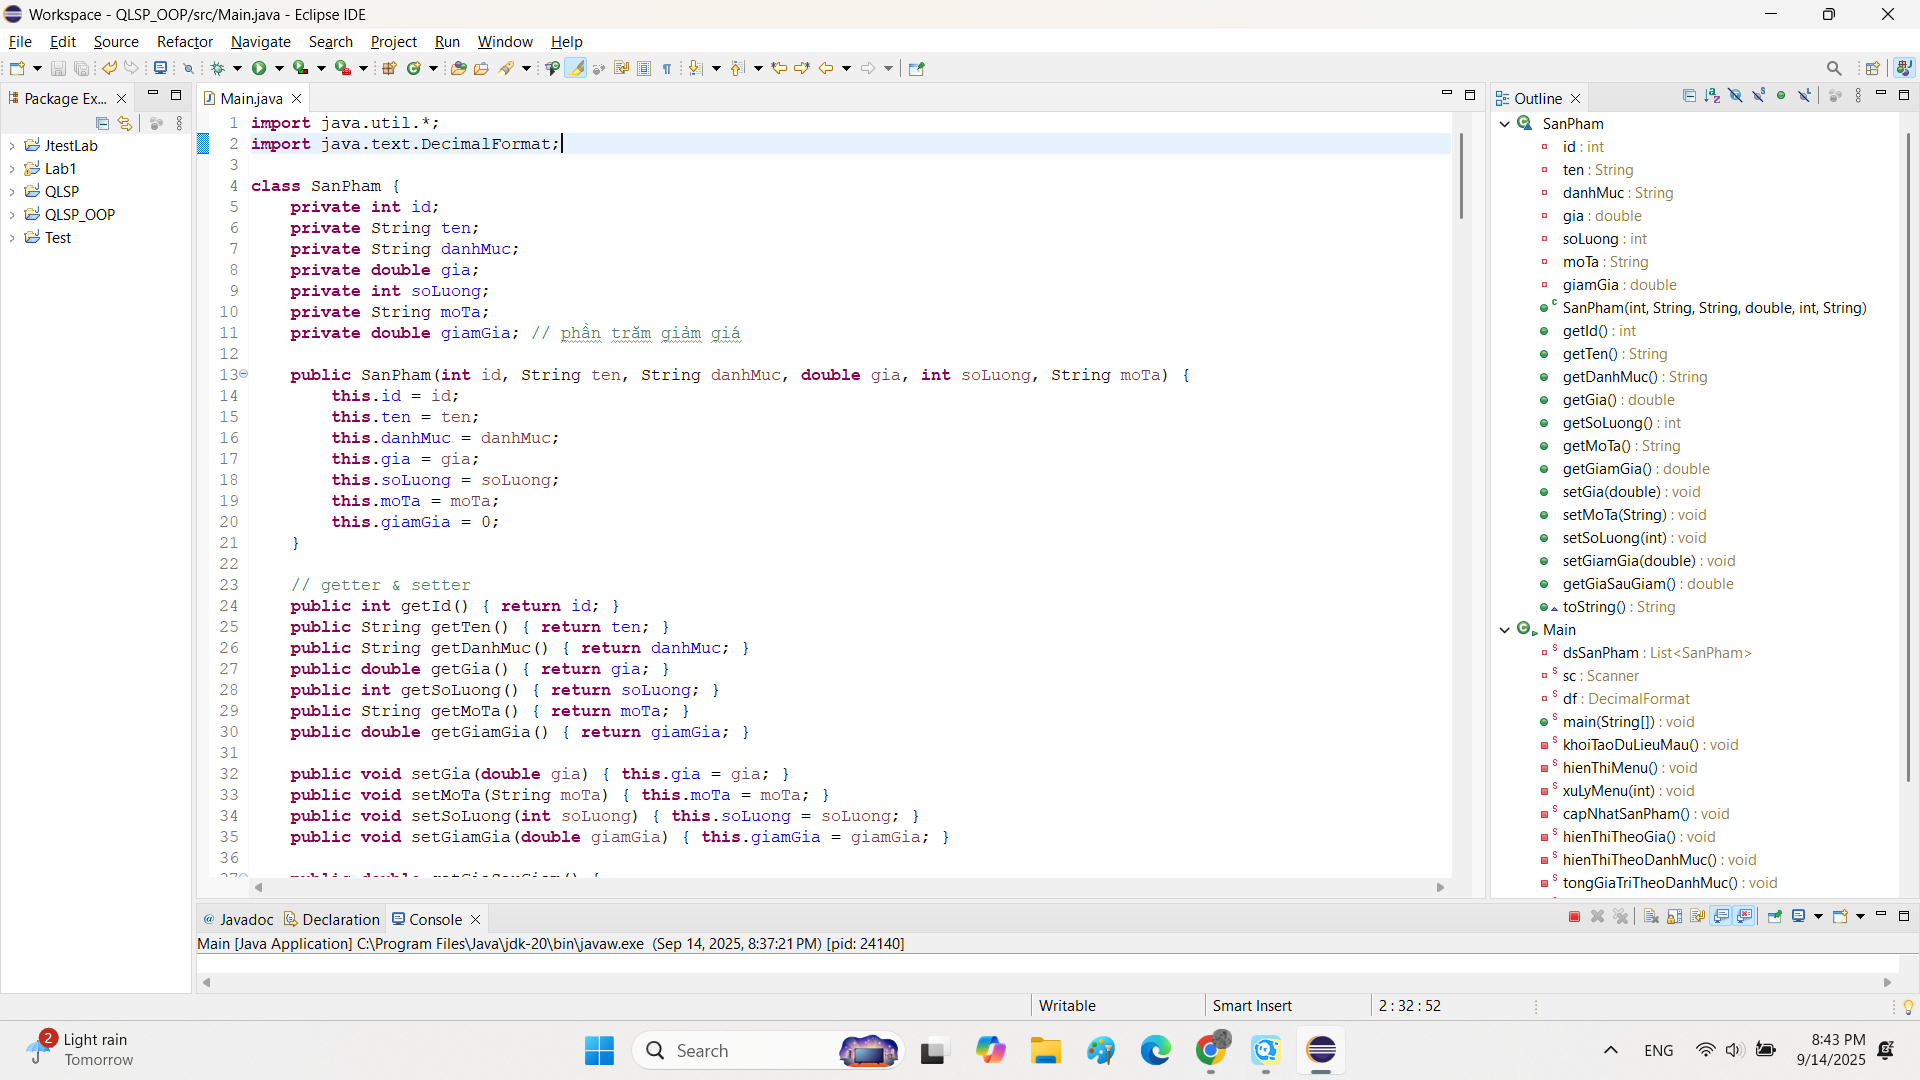 Workspace - QLSP_OOP/src/Main.java - Eclipse IDE
File Edit Source Refactor Navigate Search Project Run Window Help
Package Ex...
JtestLab
Lab1
QLSP
QLSP_OOP
Test
Main.java
1 import java.util.*;
2 import java.text.DecimalFormat;
3
4 class SanPham {
5 private int id;
6 private String ten;
7 private String danhMuc;
8 private double gia;
9 private int soLuong;
10 private String moTa;
11 private double giamGia; // phần trăm giảm giá
12
13 public SanPham(int id, String ten, String danhMuc, double gia, int soLuong, String moTa) {
14 this.id = id;
15 this.ten = ten;
16 this.danhMuc = danhMuc;
17 this.gia = gia;
18 this.soLuong = soLuong;
19 this.moTa = moTa;
20 this.giamGia = 0;
21 }
22
23 // getter & setter
24 public int getId() { return id; }
25 public String getTen() { return ten; }
26 public String getDanhMuc() { return danhMuc; }
27 public double getGia() { return gia; }
28 public int getSoLuong() { return soLuong; }
29 public String getMoTa() { return moTa; }
30 public double getGiamGia() { return giamGia; }
31
32 public void setGia(double gia) { this.gia = gia; }
33 public void setMoTa(String moTa) { this.moTa = moTa; }
34 public void setSoLuong(int soLuong) { this.soLuong = soLuong; }
35 public void setGiamGia(double giamGia) { this.giamGia = giamGia; }
36
Outline
SanPham
id : int
ten : String
danhMuc : String
gia : double
soLuong : int
moTa : String
giamGia : double
SanPham(int, String, String, double, int, String)
getId() : int
getTen() : String
getDanhMuc() : String
getGia() : double
getSoLuong() : int
getMoTa() : String
getGiamGia() : double
setGia(double) : void
setMoTa(String) : void
setSoLuong(int) : void
setGiamGia(double) : void
getGiaSauGiam() : double
toString() : String
Main
dsSanPham : List<SanPham>
sc : Scanner
df : DecimalFormat
main(String[]) : void
khoiTaoDuLieuMau() : void
hienThiMenu() : void
xuLyMenu(int) : void
capNhatSanPham() : void
hienThiTheoGia() : void
hienThiTheoDanhMuc() : void
tongGiaTriTheoDanhMuc() : void
@ Javadoc Declaration Console
Main [Java Application] C:\Program Files\Java\jdk-20\bin\javaw.exe (Sep 14, 2025, 8:37:21 PM) [pid: 24140]
Writable Smart Insert 2 : 32 : 52
2
Light rain
Tomorrow
Search
ENG
8:43 PM
9/14/2025